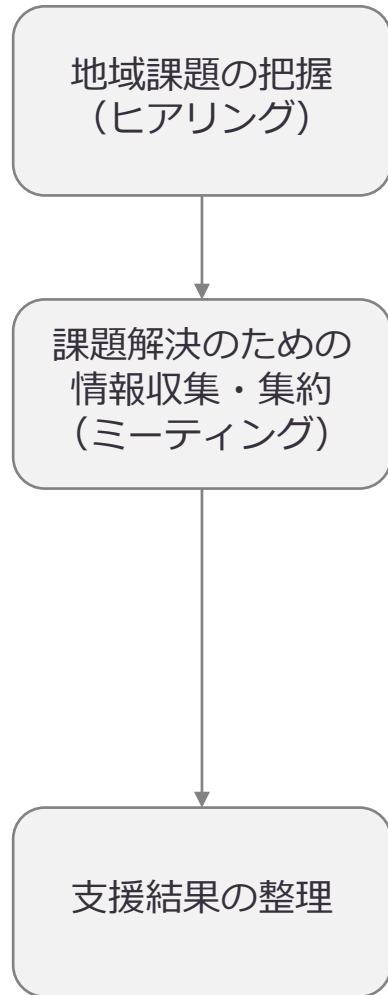 地域課題の把握
（ヒアリング）
課題解決のための
情報収集・集約
（ミーティング）
支援結果の整理